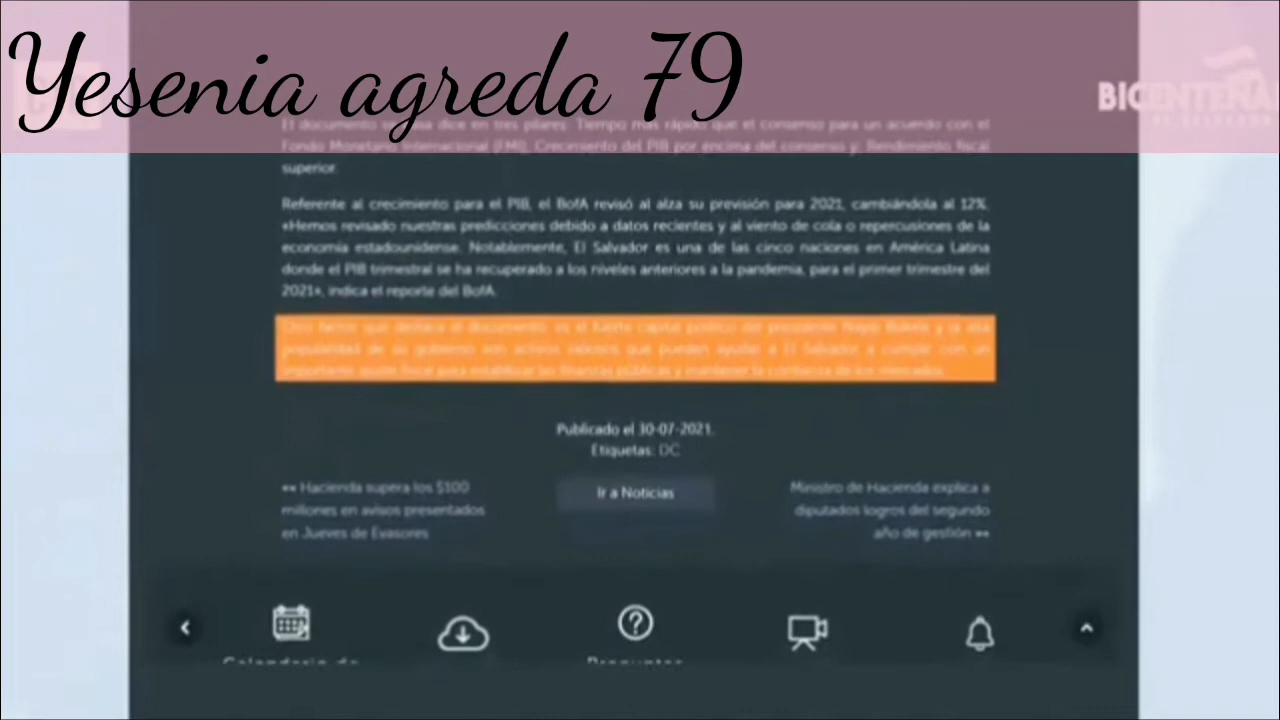 Yesenia agreda 79
BICENTENA
El documento se basa dice en tres pilares: Tiempo más rápido que el consenso para un acuerdo con el
Fondo Monetario Internacional (FMI); Crecimiento del PIB por encima del consenso y; Rendimiento fiscal
superior.
Referente al crecimiento para el PIB, el BofA revisó al alza su previsión para 2021, cambiándola al 12%.
«Hemos revisado nuestras predicciones debido a datos recientes y al viento de cola o repercusiones de la
economía estadounidense. Notablemente, El Salvador es una de las cinco naciones en América Latina
donde el PIB trimestral se ha recuperado a los niveles anteriores a la pandemia, para el primer trimestre del
2021», indica el reporte del BofA.
Otro factor que destaca el documento es el fuerte capital político del presidente Nayib Bukele y la alta
popularidad de su gobierno son activos valiosos que pueden ayudar a El Salvador a cumplir con un
importante ajuste fiscal para estabilizar las finanzas públicas y mantener la confianza de los mercados.
Publicado el 30-07-2021.
Etiquetas: DC
Hacienda supera los $100
millones en avisos presentados
en Jueves de Evasores
Ir a Noticias
Ministro de Hacienda explica a
diputados logros del segundo
año de gestión
Calendario de
Preguntas